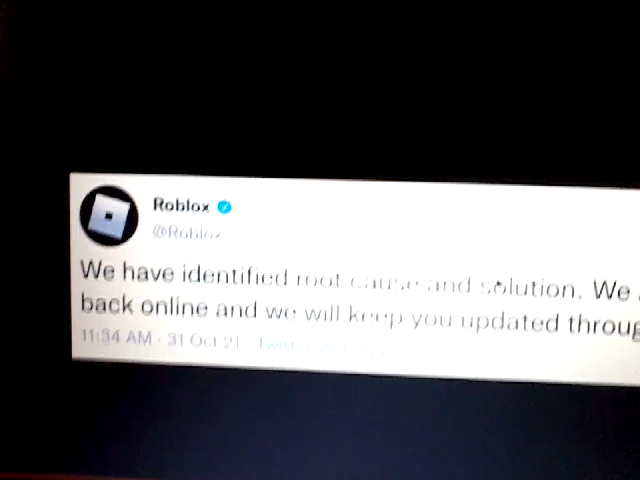 Roblox
@Roblox
We have identified root cause and solution. We
back online and we will keep you updated throug
11:34 AM · 31 Oct 21 · Twitter